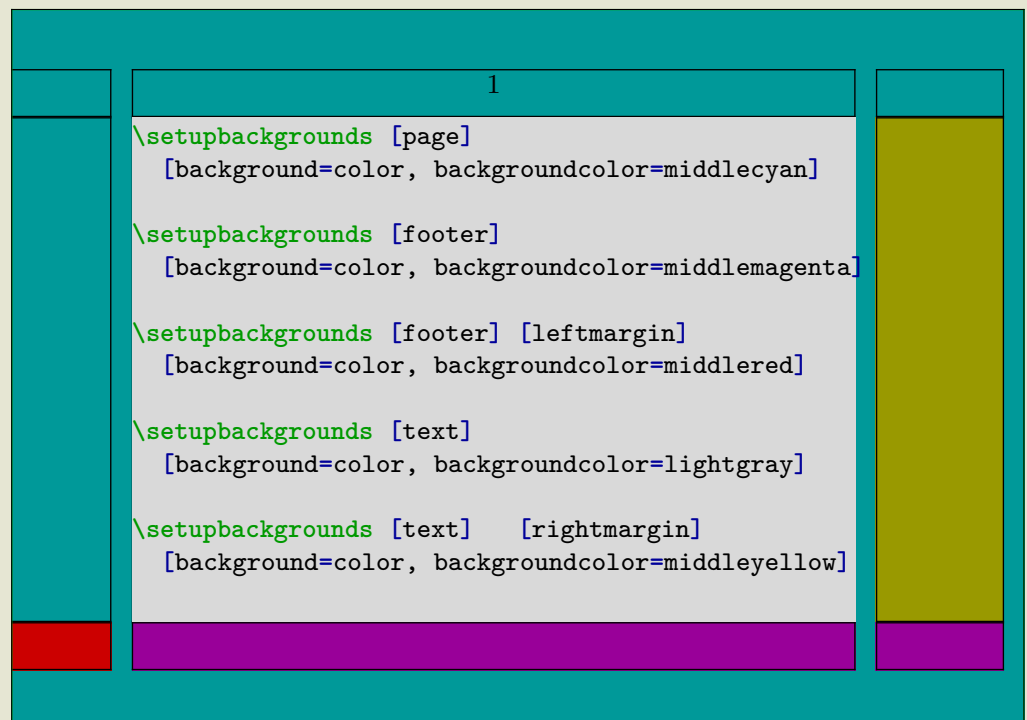 1
\setupbackgrounds [page]
  [background=color, backgroundcolor=middlecyan]
\setupbackgrounds [footer]
  [background=color, backgroundcolor=middlemagenta]
\setupbackgrounds [footer] [leftmargin]
  [background=color, backgroundcolor=middlered]
\setupbackgrounds [text]
  [background=color, backgroundcolor=lightgray]
\setupbackgrounds [text]   [rightmargin]
  [background=color, backgroundcolor=middleyellow]